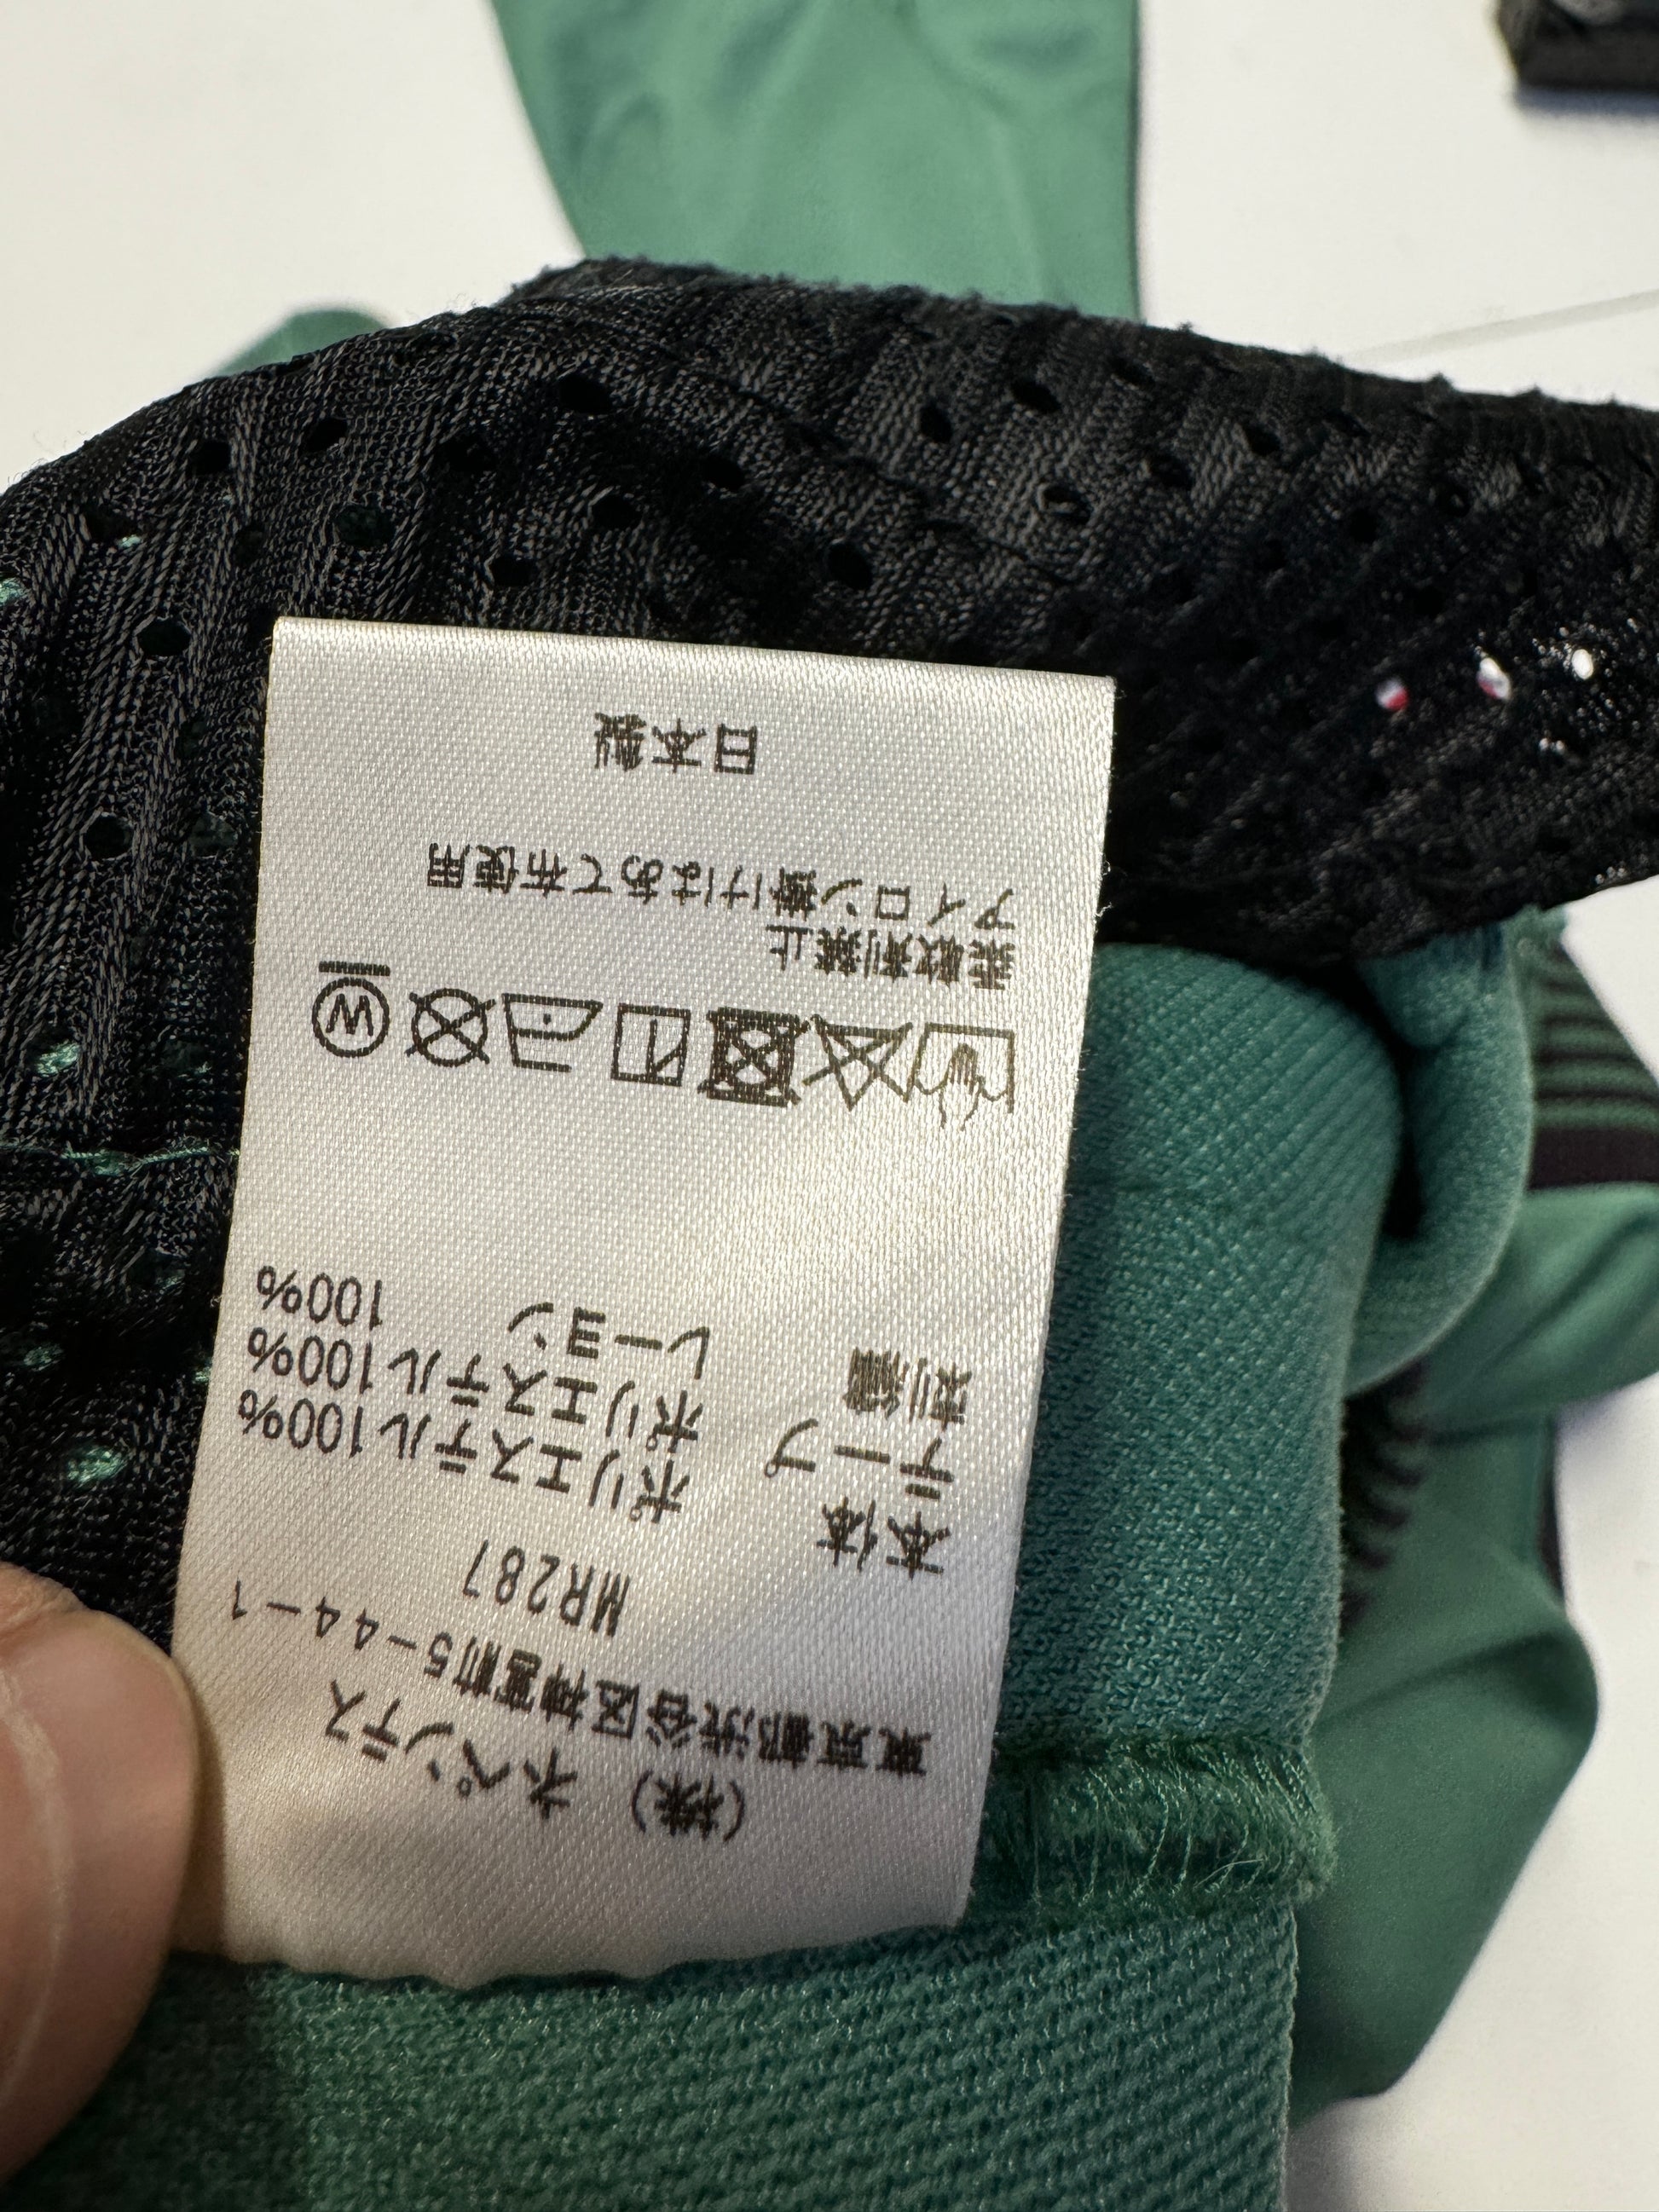 (株) ネペンテス
東京都渋谷区神宮前5-44-1
MR287
本体 ポリエステル100%
テープ ポリエステル100%
刺繍 レーヨン 100%
柔軟剤禁止
アイロン掛けはあて布使用
日本製